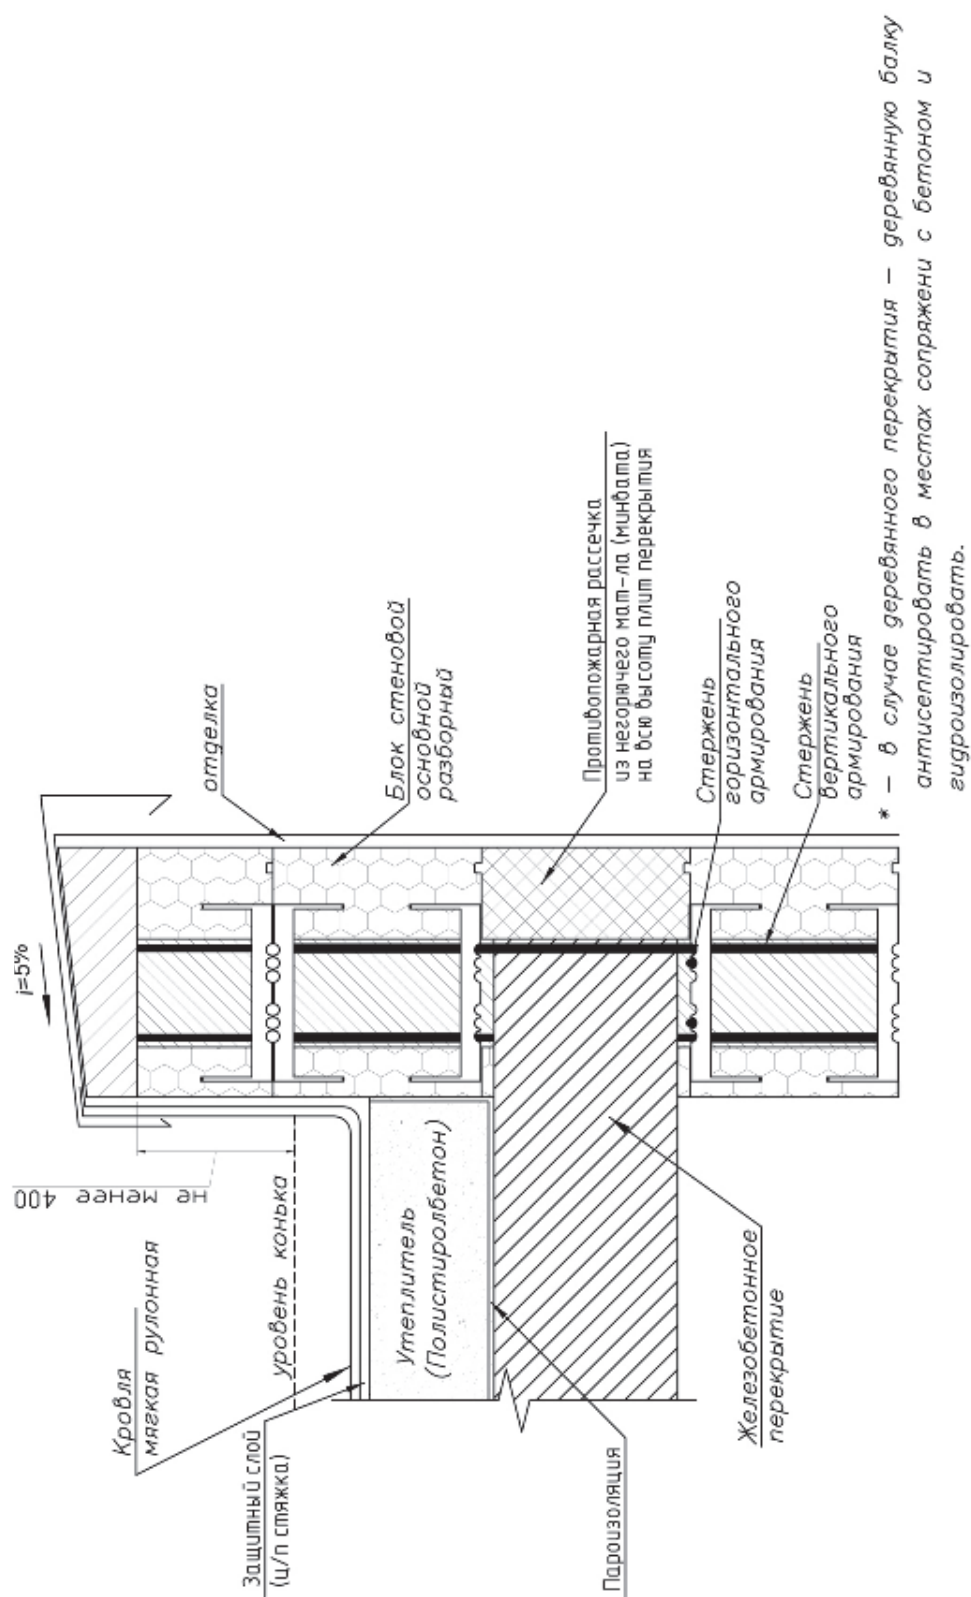 i=5%
не менее 400
Кровля
мягкая рулонная
уровень конька
Защитный слой
(ц/п стяжка)
Утеплитель
(Полистиролбетон)
Пароизоляция
Железобетонное
перекрытие
отделка
Блок стеновой
основной
разборный
Противопожарная рассечка
из негорючего мат-ла (минвата)
на всю высоту плит перекрытия
Стержень
горизонтального
армирования
Стержень
вертикального
армирования
* - в случае деревянного перекрытия - деревянную балку
антисептировать в местах сопряжени с бетоном и
гидроизолировать.